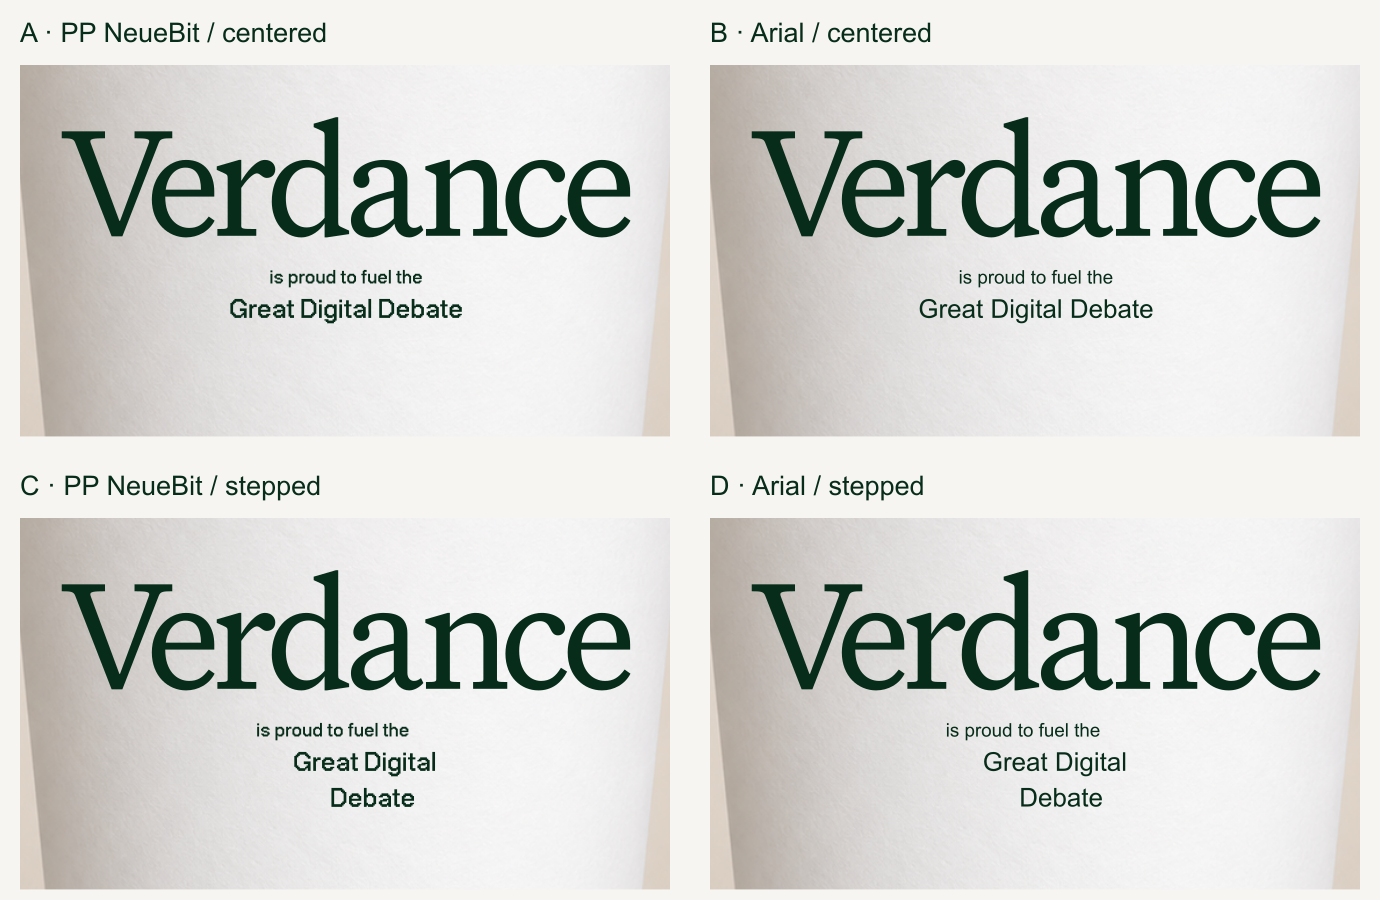 A · PP NeueBit / centered
Verdance
is proud to fuel the
Great Digital Debate
B · Arial / centered
Verdance
is proud to fuel the
Great Digital Debate
C · PP NeueBit / stepped
Verdance
is proud to fuel the
Great Digital
Debate
D · Arial / stepped
Verdance
is proud to fuel the
Great Digital
Debate